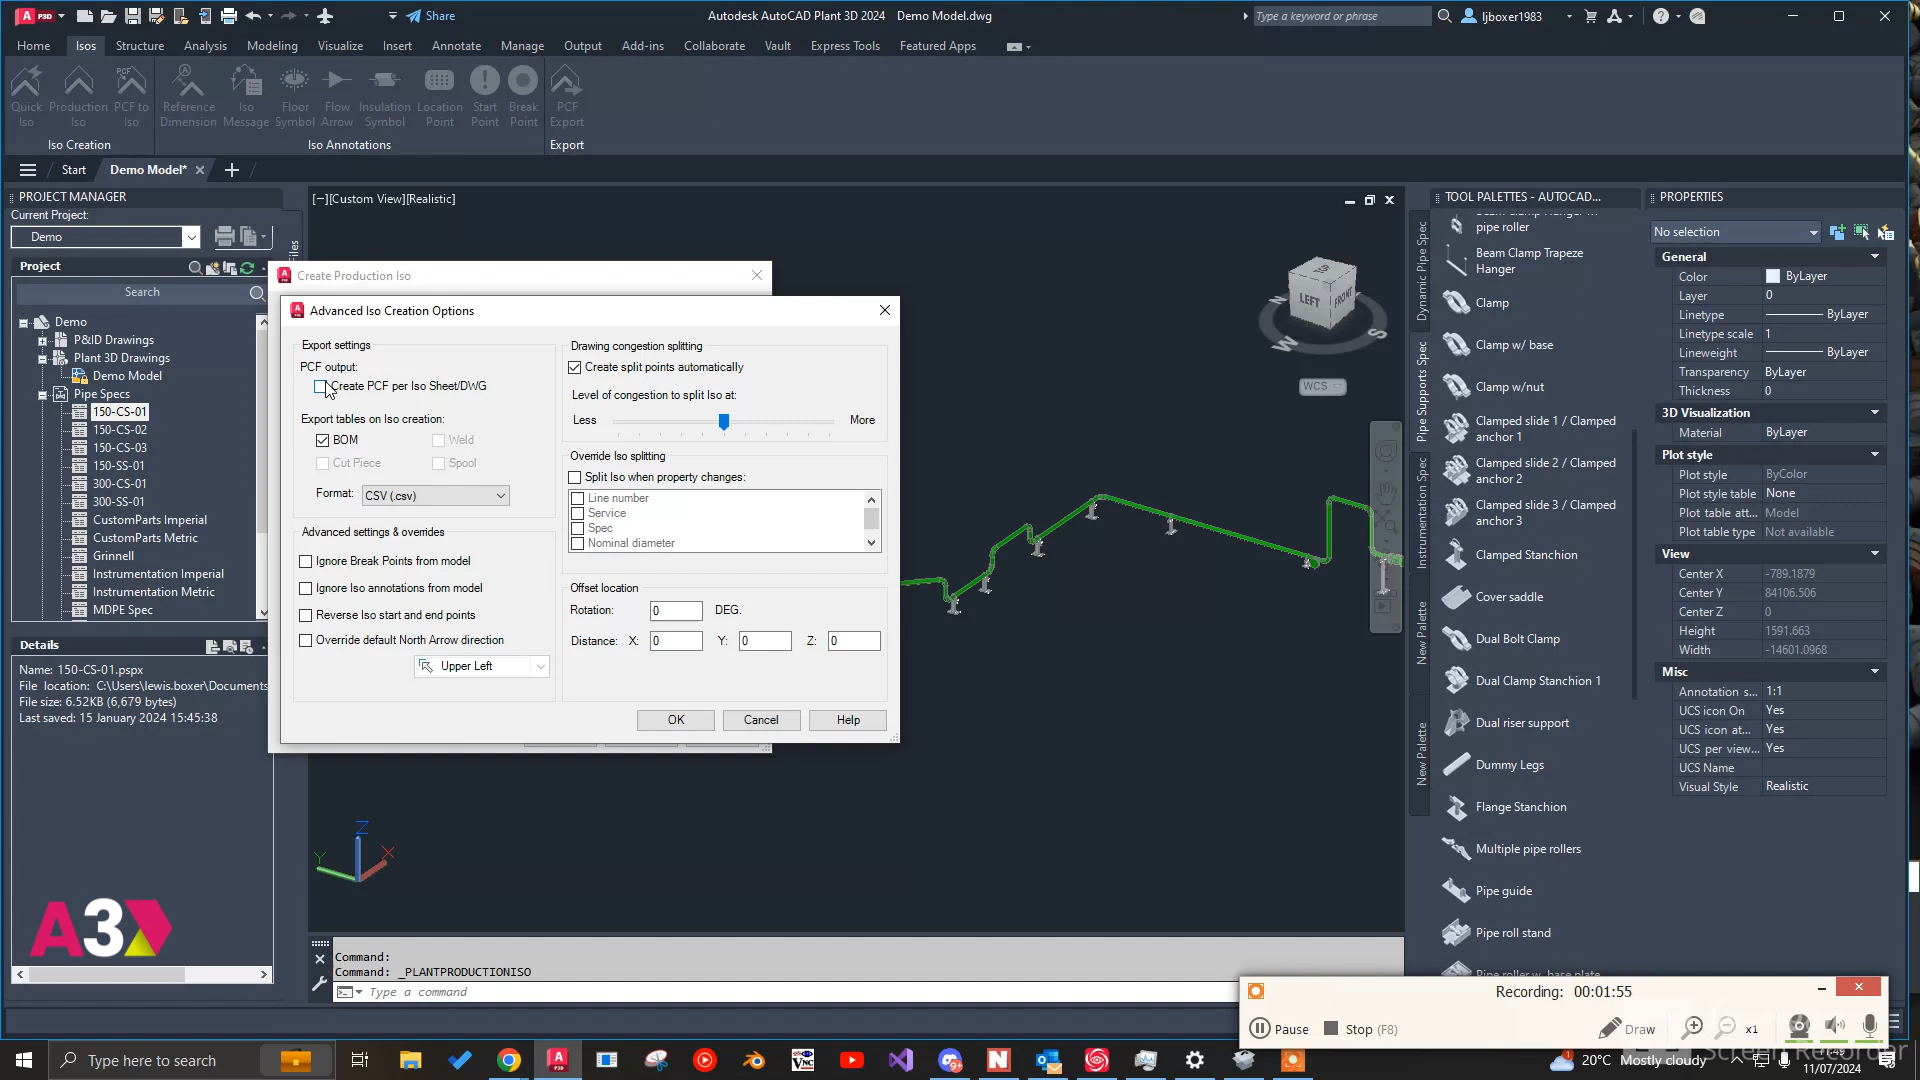 A P3D
Share
Autodesk AutoCAD Plant 3D 2024 Demo Model.dwg
Type a keyword or phrase
ljboxer1983
Home Isos Structure Analysis Modeling Visualize Insert Annotate Manage Output Add-ins Collaborate Vault Express Tools Featured Apps
Quick Iso
Production Iso
PCF to Iso
Reference Dimension
Iso Message
Floor Symbol
Flow Arrow
Insulation Symbol
Location Point
Start Point
Break Point
PCF Export
Iso Creation
Iso Annotations
Export
Start
Demo Model*
PROJECT MANAGER
Current Project:
Demo
Project
Search
Demo
P&ID Drawings
Plant 3D Drawings
Demo Model
Pipe Specs
150-CS-01
150-CS-02
150-CS-03
150-SS-01
300-CS-01
300-SS-01
CustomParts Imperial
CustomParts Metric
Grinnell
Instrumentation Imperial
Instrumentation Metric
MDPE Spec
Details
Name: 150-CS-01.pspx
File location: C:\Users\lewis.boxer\Documents
File size: 6.52KB (6,679 bytes)
Last saved: 15 January 2024 15:45:38
A3
[−][Custom View][Realistic]
Create Production Iso
Advanced Iso Creation Options
Export settings
PCF output:
Create PCF per Iso Sheet/DWG
Export tables on Iso creation:
BOM
Weld
Cut Piece
Spool
Format:
CSV (.csv)
Advanced settings & overrides
Ignore Break Points from model
Ignore Iso annotations from model
Reverse Iso start and end points
Override default North Arrow direction
Upper Left
Drawing congestion splitting
Create split points automatically
Level of congestion to split Iso at:
Less
More
Override Iso splitting
Split Iso when property changes:
Line number
Service
Spec
Nominal diameter
Offset location
Rotation: 0 DEG.
Distance: X: 0 Y: 0 Z: 0
OK
Cancel
Help
TOP
LEFT
FRONT
N
S
W
WCS
Z
Y
X
Command:
Command: _PLANTPRODUCTIONISO
Type a command
TOOL PALETTES - AUTOCAD...
Dynamic Pipe Spec
Pipe Supports Spec
Instrumentation Spec
New Palette
New Palette
Beam Clamp Hanger w/
pipe roller
Beam Clamp Trapeze
Hanger
Clamp
Clamp w/ base
Clamp w/nut
Clamped slide 1 / Clamped
anchor 1
Clamped slide 2 / Clamped
anchor 2
Clamped slide 3 / Clamped
anchor 3
Clamped Stanchion
Cover saddle
Dual Bolt Clamp
Dual Clamp Stanchion 1
Dual riser support
Dummy Legs
Flange Stanchion
Multiple pipe rollers
Pipe guide
Pipe roll stand
Pipe roller w. base plate
PROPERTIES
No selection
General
Color ByLayer
Layer 0
Linetype ByLayer
Linetype scale 1
Lineweight ByLayer
Transparency ByLayer
Thickness 0
3D Visualization
Material ByLayer
Plot style
Plot style ByColor
Plot style table None
Plot table att... Model
Plot table type Not available
View
Center X -789.1879
Center Y 84106.506
Center Z 0
Height 1591.663
Width -14601.0968
Misc
Annotation s... 1:1
UCS icon On Yes
UCS icon at... Yes
UCS per view... Yes
UCS Name
Visual Style Realistic
Recording: 00:01:55
Pause
Stop (F8)
Draw
x1
Type here to search
20°C Mostly cloudy
11:49
11/07/2024
Screen Recorder